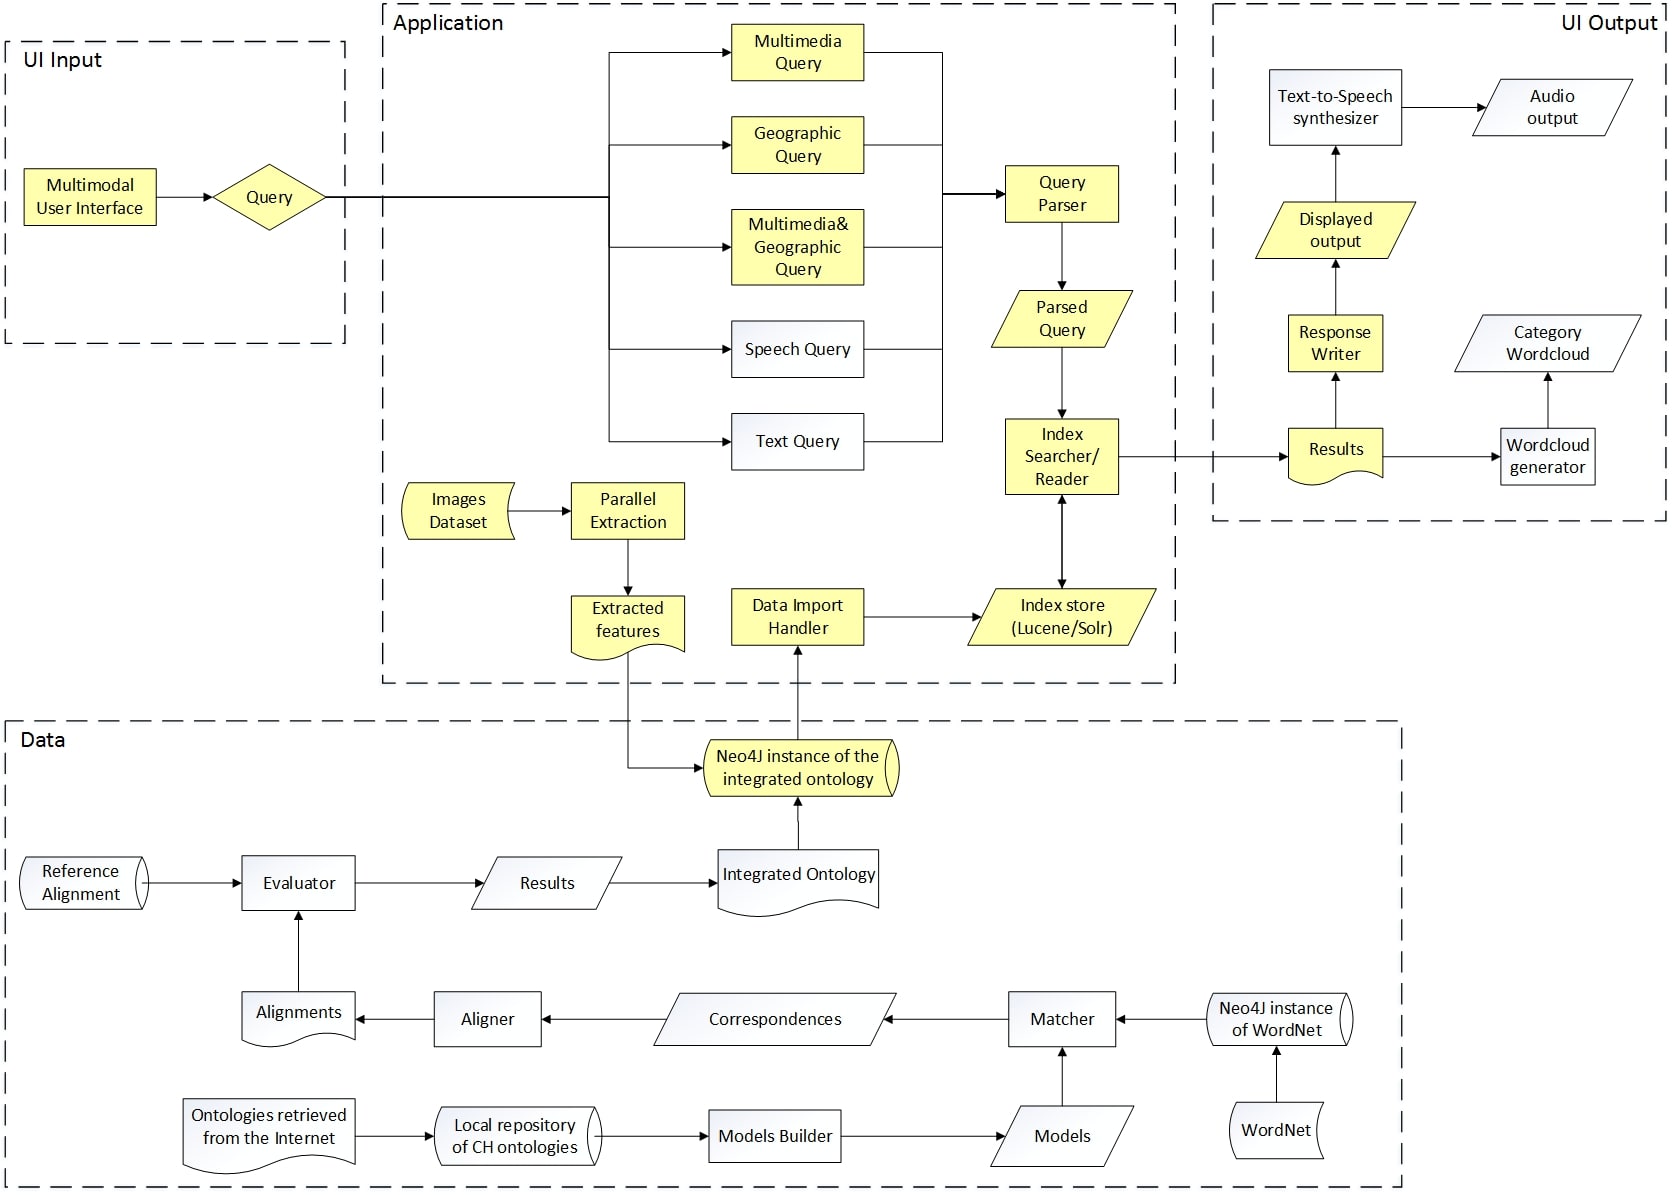 UI Input
Multimodal
User Interface
Query
Application
Multimedia
Query
Geographic
Query
Multimedia&
Geographic
Query
Speech Query
Text Query
Query
Parser
Parsed
Query
Index
Searcher/
Reader
Images
Dataset
Parallel
Extraction
Extracted
features
Data Import
Handler
Index store
(Lucene/Solr)
UI Output
Text-to-Speech
synthesizer
Audio
output
Displayed
output
Response
Writer
Category
Wordcloud
Results
Wordcloud
generator
Data
Neo4J instance of the
integrated ontology
Reference
Alignment
Evaluator
Results
Integrated Ontology
Alignments
Aligner
Correspondences
Matcher
Neo4J instance
of WordNet
Ontologies retrieved
from the Internet
Local repository
of CH ontologies
Models Builder
Models
WordNet